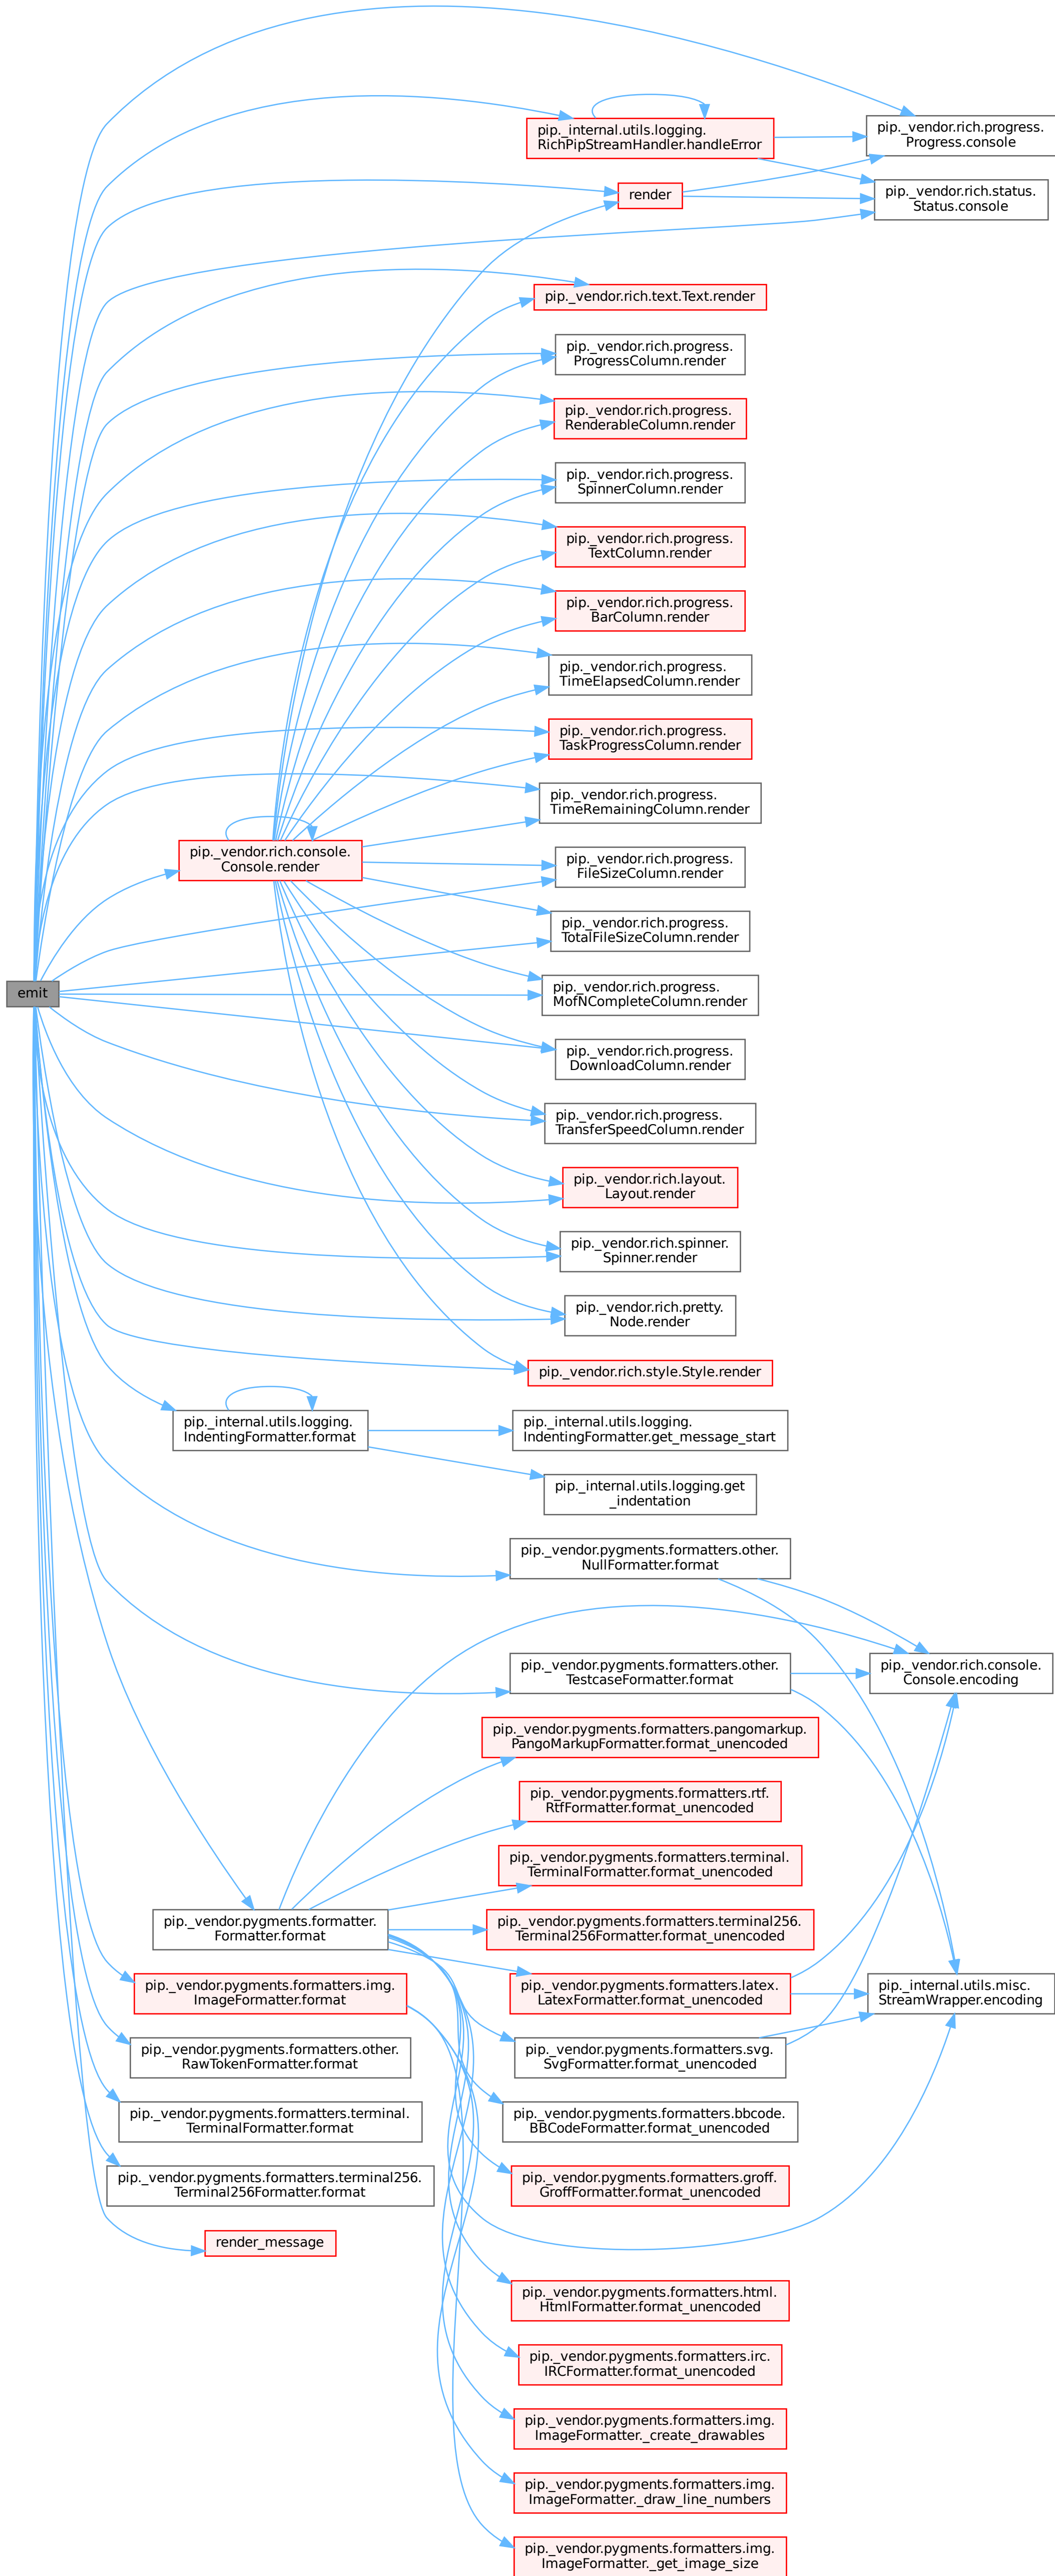 pip._internal.utils.logging.
RichPipStreamHandler.handleError
pip._vendor.rich.progress.
Progress.console
render
pip._vendor.rich.status.
Status.console
pip._vendor.rich.text.Text.render
pip._vendor.rich.progress.
ProgressColumn.render
pip._vendor.rich.progress.
RenderableColumn.render
pip._vendor.rich.progress.
SpinnerColumn.render
pip._vendor.rich.progress.
TextColumn.render
pip._vendor.rich.progress.
BarColumn.render
pip._vendor.rich.progress.
TimeElapsedColumn.render
pip._vendor.rich.progress.
TaskProgressColumn.render
pip._vendor.rich.progress.
TimeRemainingColumn.render
pip._vendor.rich.console.
Console.render
pip._vendor.rich.progress.
FileSizeColumn.render
pip._vendor.rich.progress.
TotalFileSizeColumn.render
emit
pip._vendor.rich.progress.
MofNCompleteColumn.render
pip._vendor.rich.progress.
DownloadColumn.render
pip._vendor.rich.progress.
TransferSpeedColumn.render
pip._vendor.rich.layout.
Layout.render
pip._vendor.rich.spinner.
Spinner.render
pip._vendor.rich.pretty.
Node.render
pip._vendor.rich.style.Style.render
pip._internal.utils.logging.
IndentingFormatter.format
pip._internal.utils.logging.
IndentingFormatter.get_message_start
pip._internal.utils.logging.get
_indentation
pip._vendor.pygments.formatters.other.
NullFormatter.format
pip._vendor.pygments.formatters.other.
TestcaseFormatter.format
pip._vendor.rich.console.
Console.encoding
pip._vendor.pygments.formatters.pangomarkup.
PangoMarkupFormatter.format_unencoded
pip._vendor.pygments.formatters.rtf.
RtfFormatter.format_unencoded
pip._vendor.pygments.formatters.terminal.
TerminalFormatter.format_unencoded
pip._vendor.pygments.formatter.
Formatter.format
pip._vendor.pygments.formatters.terminal256.
Terminal256Formatter.format_unencoded
pip._vendor.pygments.formatters.img.
ImageFormatter.format
pip._vendor.pygments.formatters.latex.
LatexFormatter.format_unencoded
pip._internal.utils.misc.
StreamWrapper.encoding
pip._vendor.pygments.formatters.other.
RawTokenFormatter.format
pip._vendor.pygments.formatters.svg.
SvgFormatter.format_unencoded
pip._vendor.pygments.formatters.terminal.
TerminalFormatter.format
pip._vendor.pygments.formatters.bbcode.
BBCodeFormatter.format_unencoded
pip._vendor.pygments.formatters.terminal256.
Terminal256Formatter.format
pip._vendor.pygments.formatters.groff.
GroffFormatter.format_unencoded
render_message
pip._vendor.pygments.formatters.html.
HtmlFormatter.format_unencoded
pip._vendor.pygments.formatters.irc.
IRCFormatter.format_unencoded
pip._vendor.pygments.formatters.img.
ImageFormatter._create_drawables
pip._vendor.pygments.formatters.img.
ImageFormatter._draw_line_numbers
pip._vendor.pygments.formatters.img.
ImageFormatter._get_image_size